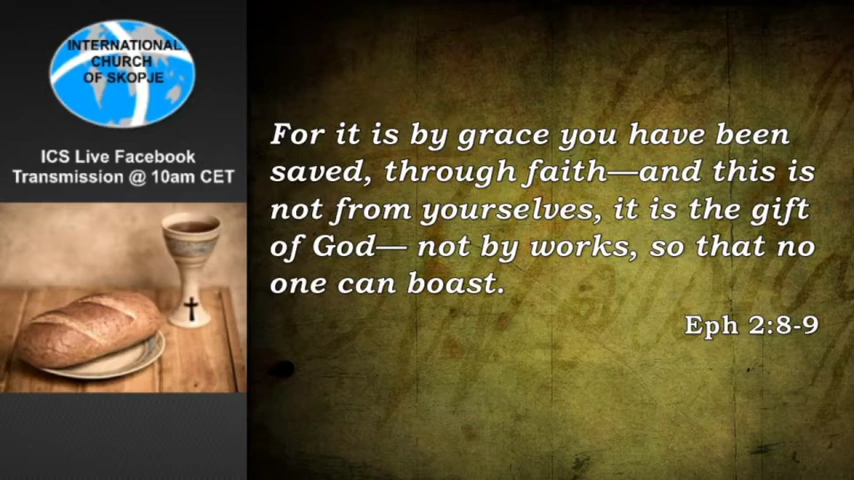 INTERNATIONAL
CHURCH
OF SKOPJE
ICS Live Facebook
Transmission @ 10am CET
For it is by grace you have been
saved, through faith—and this is
not from yourselves, it is the gift
of God— not by works, so that no
one can boast.
Eph 2:8-9